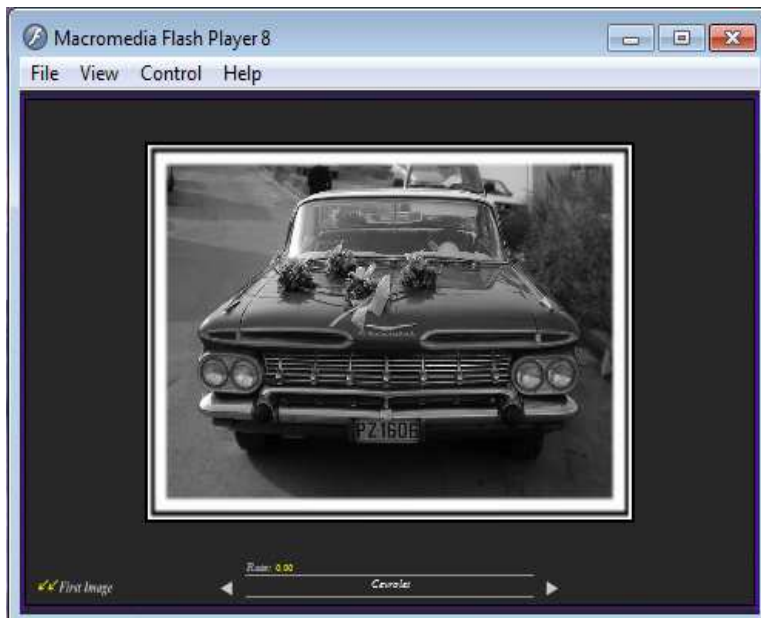 Macromedia Flash Player 8
File View Control Help
PZ160E
Rate: 0.00
First Image
Cevrolet